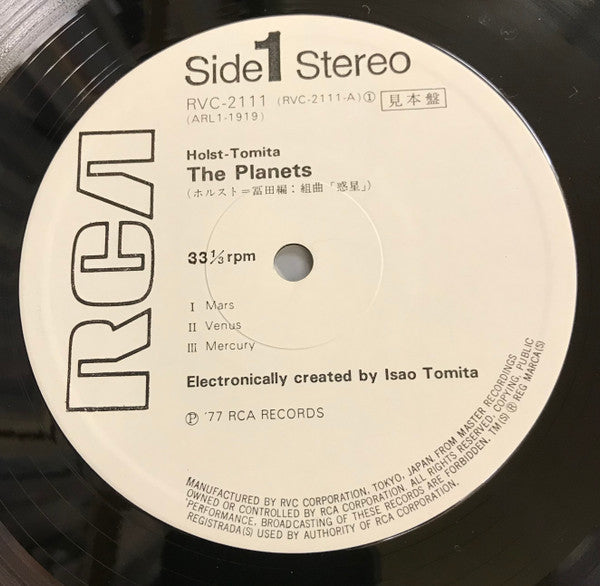 RCA
Side 1 Stereo
RVC-2111 (RVC-2111-A) ① 見本盤
(ARL1-1919)
Holst-Tomita
The Planets
(ホルスト=冨田編：組曲「惑星」)
33⅓ rpm
I Mars
II Venus
III Mercury
Electronically created by Isao Tomita
Ⓟ '77 RCA RECORDS
MANUFACTURED BY RVC CORPORATION, TOKYO, JAPAN, FROM MASTER RECORDINGS
OWNED OR CONTROLLED BY RCA CORPORATION. ALL RIGHTS RESERVED. COPYING, PUBLIC
PERFORMANCE, BROADCASTING OF THESE RECORDS ARE FORBIDDEN. TM(S) ® REG. MARCA(S)
REGISTRADA(S) USED BY AUTHORITY OF RCA CORPORATION.